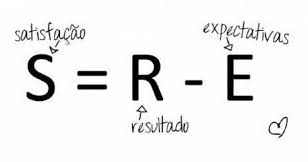 satisfação
expectativas
S = R - E
resultado